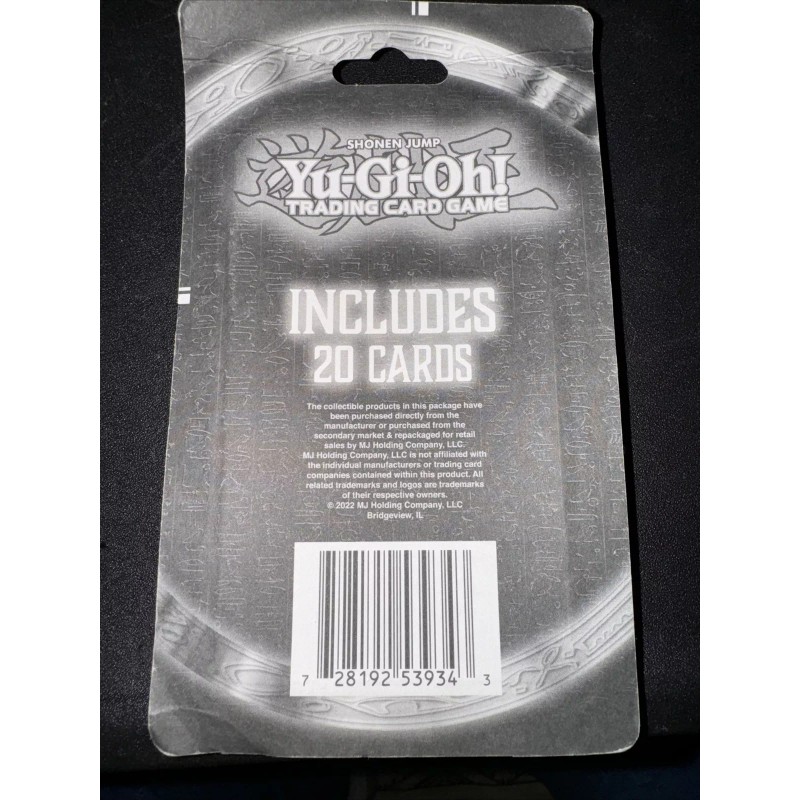 SHONEN JUMP
Yu-Gi-Oh!
TRADING CARD GAME
INCLUDES
20 CARDS
The collectible products in this package have
been purchased directly from the
manufacturer or purchased from the
secondary market & repackaged for retail
sales by MJ Holding Company, LLC.
MJ Holding Company, LLC is not affiliated with
the individual manufacturers or trading card
companies contained within this product. All
related trademarks and logos are trademarks
of their respective owners.
© 2022 MJ Holding Company, LLC
Bridgeview, IL
7 28192 53934 3